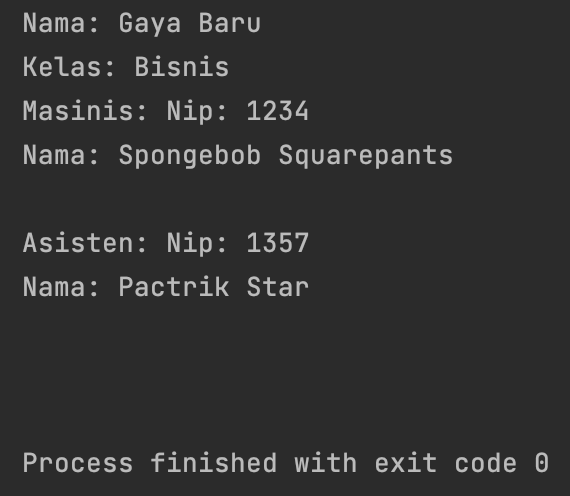 Nama: Gaya Baru
Kelas: Bisnis
Masinis: Nip: 1234
Nama: Spongebob Squarepants
Asisten: Nip: 1357
Nama: Pactrik Star
Process finished with exit code 0